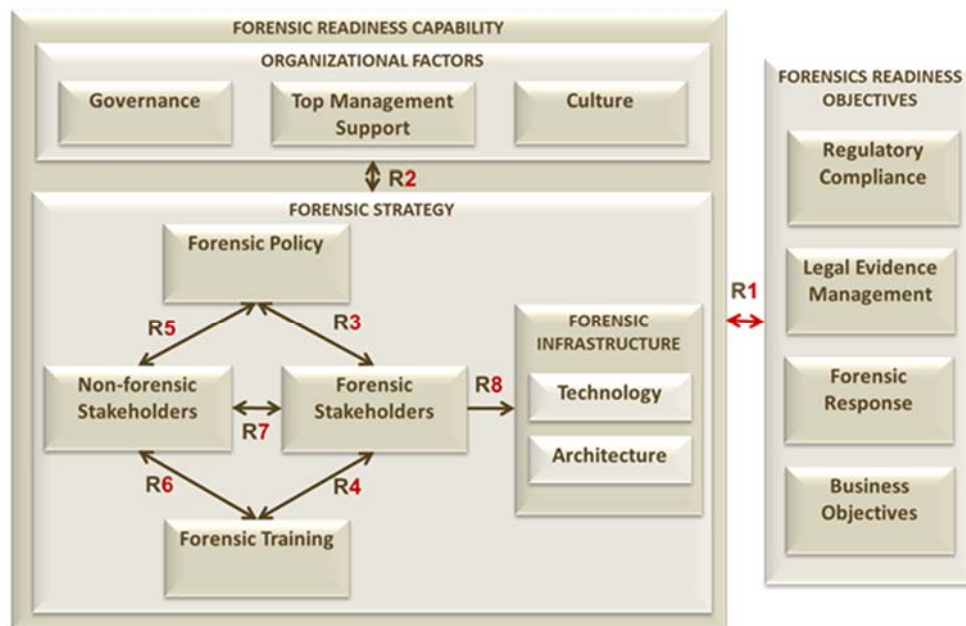 FORENSIC READINESS CAPABILITY
ORGANIZATIONAL FACTORS
Governance
Top Management
Support
Culture
R2
FORENSIC STRATEGY
Forensic Policy
R5
R3
Non-forensic
Stakeholders
R7
Forensic
Stakeholders
R8
R6
R4
Forensic Training
FORENSIC
INFRASTRUCTURE
Technology
Architecture
R1
FORENSICS READINESS
OBJECTIVES
Regulatory
Compliance
Legal Evidence
Management
Forensic
Response
Business
Objectives